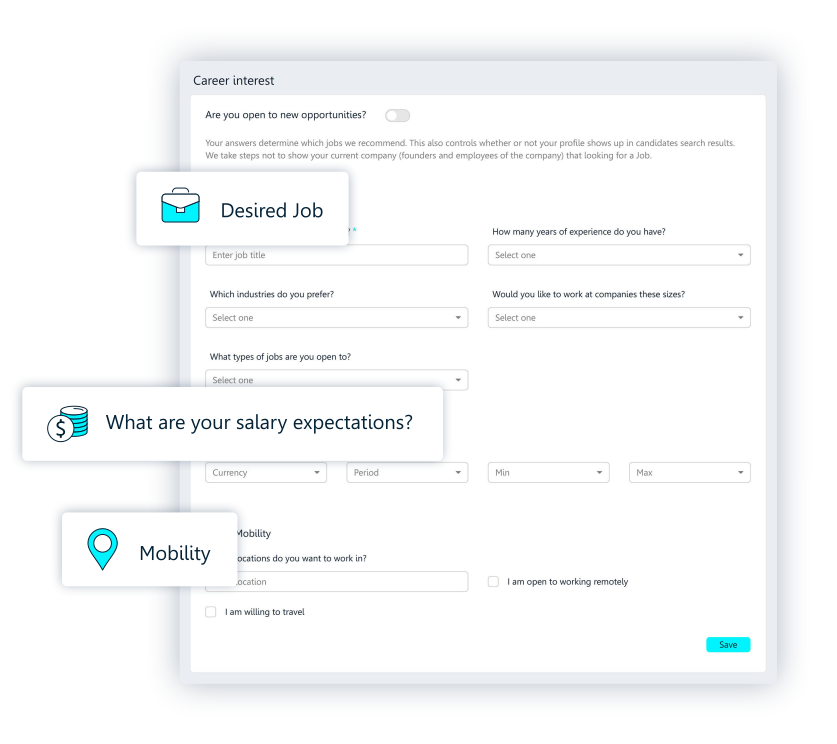 Career interest
Are you open to new opportunities?
Your answers determine which jobs we recommend. This also controls whether or not your profile shows up in candidates search results.
We take steps not to show your current company (founders and employees of the company) that looking for a Job.
Desired Job
* How many years of experience do you have?
Enter job title Select one
Which industries do you prefer? Would you like to work at companies these sizes?
Select one Select one
What types of jobs are you open to?
Select one
$ What are your salary expectations?
Currency Period Min Max
Mobility
Mobility
ocations do you want to work in?
ocation I am open to working remotely
I am willing to travel
Save